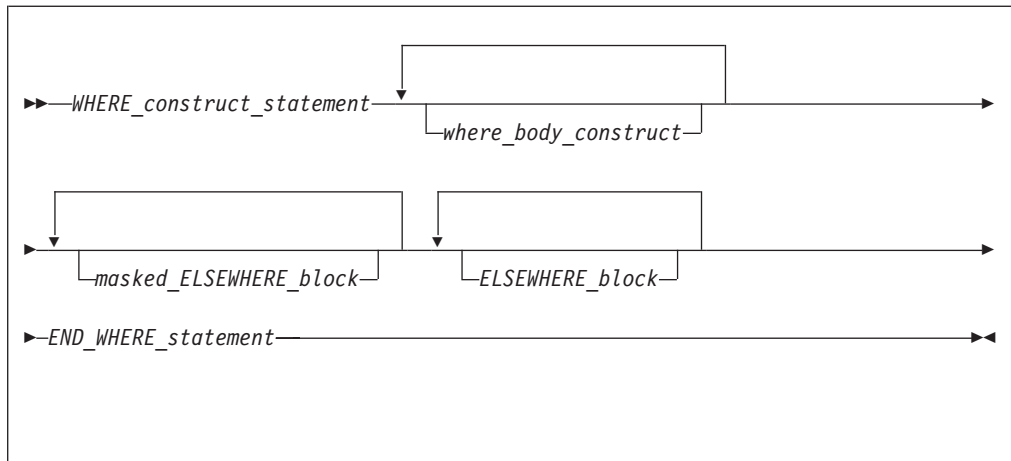 WHERE_construct_statement
where_body_construct
masked_ELSEWHERE_block ELSEWHERE_block
END_WHERE_statement